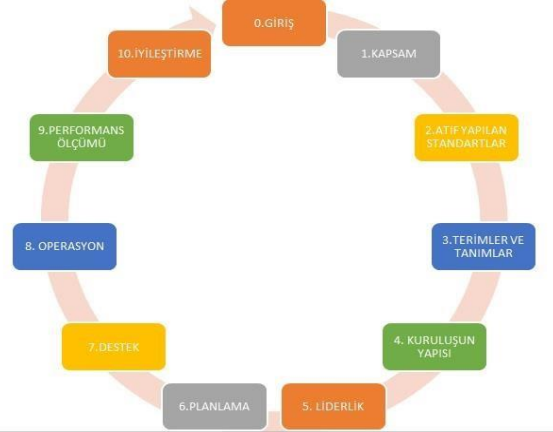 0.GİRİŞ
1.KAPSAM
2.ATIF YAPILAN
STANDARTLAR
3.TERİMLER VE
TANIMLAR
4. KURULUŞUN
YAPISI
5. LİDERLİK
6.PLANLAMA
7.DESTEK
8. OPERASYON
9.PERFORMANS
ÖLÇÜMÜ
10.İYİLEŞTİRME